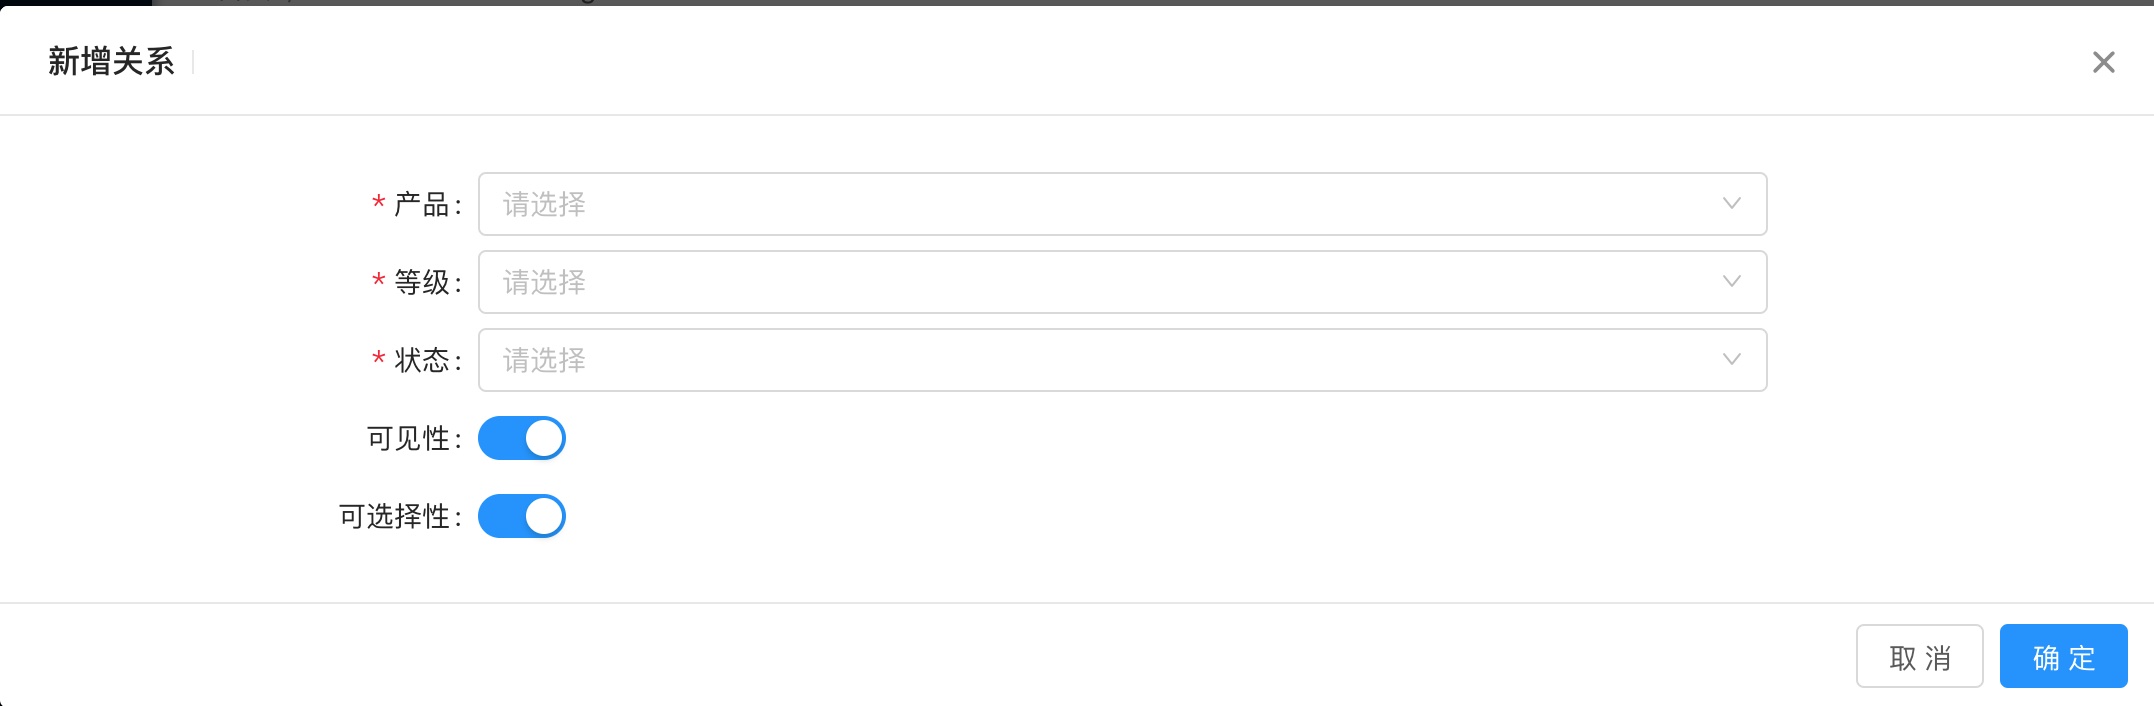 新增关系
* 产品: 请选择
* 等级: 请选择
* 状态: 请选择
可见性:
可选择性:
取 消 确 定